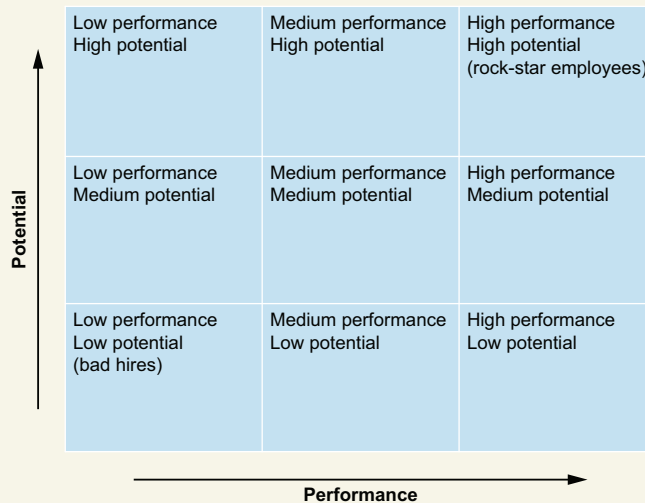 Low performance
High potential
Medium performance
High potential
High performance
High potential
(rock-star employees)
Low performance
Medium potential
Medium performance
Medium potential
High performance
Medium potential
Low performance
Low potential
(bad hires)
Medium performance
Low potential
High performance
Low potential
Potential
Performance